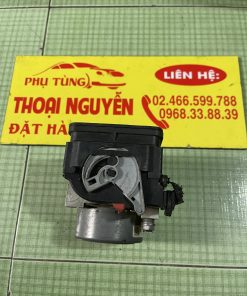 PHỤ TÙNG
THOẠI NGUYỄN
ĐẶT HÀ
LIÊN HỆ:
02.466.599.788
0968.33.88.39